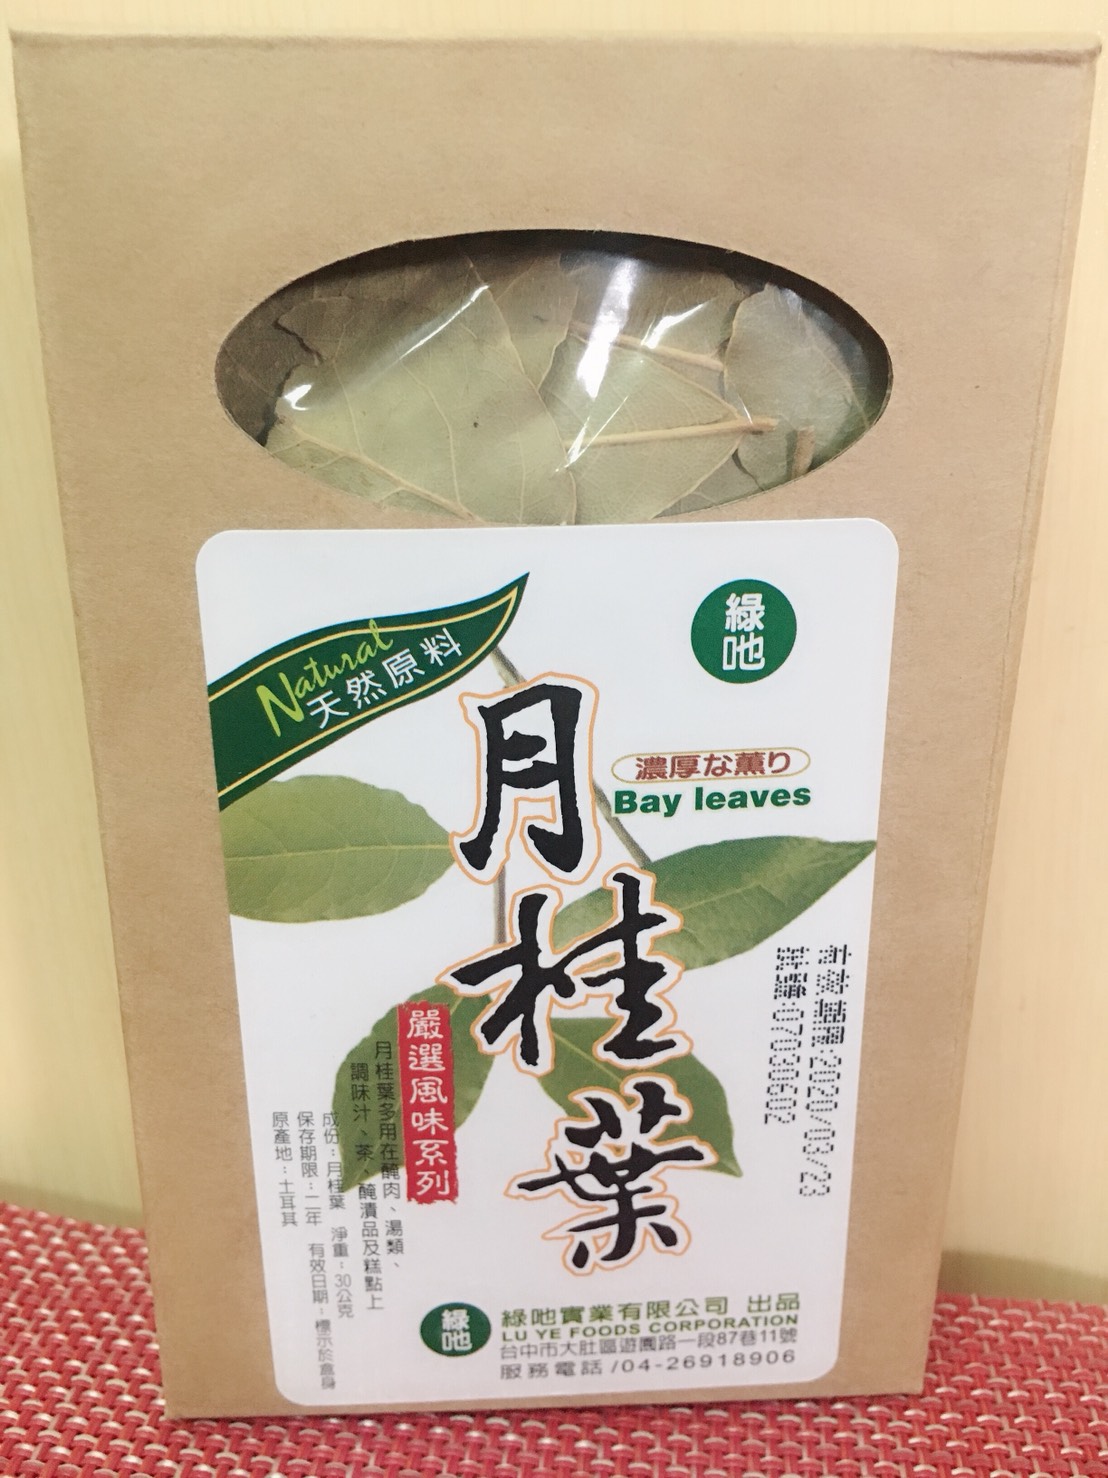 Natural
天然原料
綠吔
濃厚な薫り
Bay leaves
月桂葉
嚴選風味系列
月桂葉多用在醃肉、湯類、
調味汁、茶、醃漬品及糕點上
成份：月桂葉 淨重：30公克
保存期限：二年 有效日期－標示於盒身
原產地：土耳其
有效期限:2020/03/23
批號:07030602
綠吔
綠吔實業有限公司 出品
LU YE FOODS CORPORATION
台中市大肚區遊園路一段87巷11號
服務電話/04-26918906